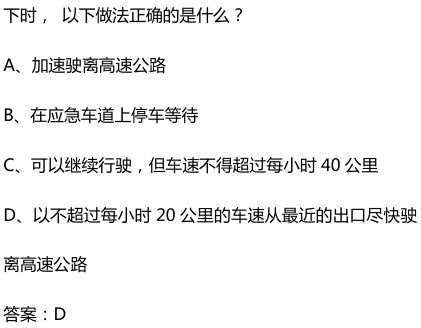 下时， 以下做法正确的是什么？
A、加速驶离高速公路
B、在应急车道上停车等待
C、可以继续行驶，但车速不得超过每小时 40 公里
D、以不超过每小时 20 公里的车速从最近的出口尽快驶
离高速公路
答案：D